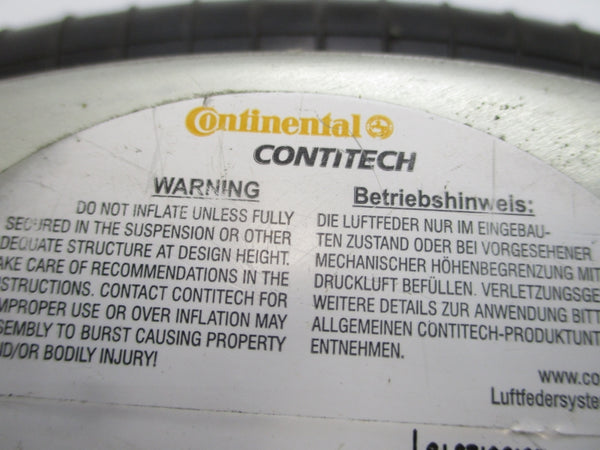 Continental
CONTITECH
WARNING
DO NOT INFLATE UNLESS FULLY
SECURED IN THE SUSPENSION OR OTHER
DEQUATE STRUCTURE AT DESIGN HEIGHT.
AKE CARE OF RECOMMENDATIONS IN THE
STRUCTIONS. CONTACT CONTITECH FOR
MPROPER USE OR OVER INFLATION MAY
SEMBLY TO BURST CAUSING PROPERTY
ND/OR BODILY INJURY!
Betriebshinweis:
DIE LUFTFEDER NUR IM EINGEBAU-
TEN ZUSTAND ODER BEI VORGESEHENER
MECHANISCHER HÖHENBEGRENZUNG MIT
DRUCKLUFT BEFÜLLEN. VERLETZUNGSGE
WEITERE DETAILS ZUR ANWENDUNG BITT
ALLGEMEINEN CONTITECH-PRODUKTUNT
ENTNEHMEN.
www.co
Luftfedersystem